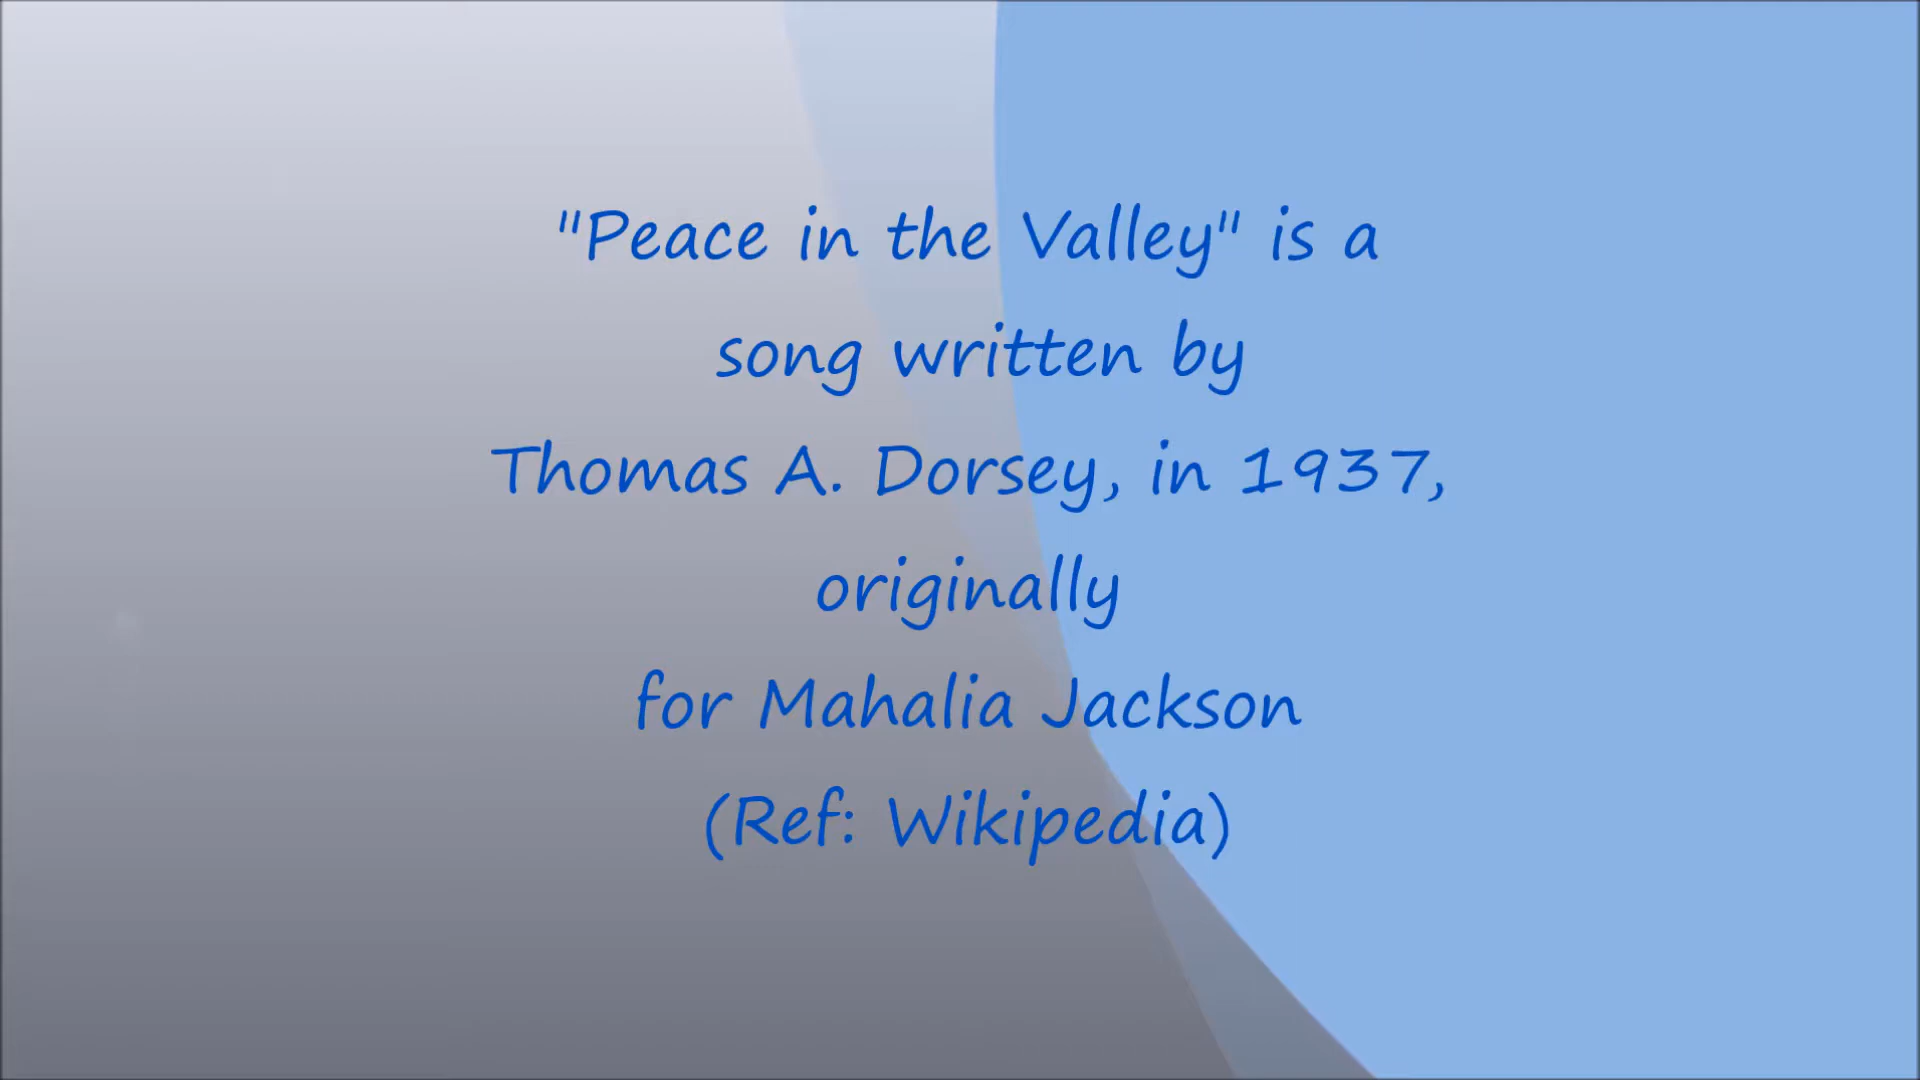 "Peace in the Valley" is a
song written by
Thomas A. Dorsey, in 1937,
originally
for Mahalia Jackson
(Ref: Wikipedia)